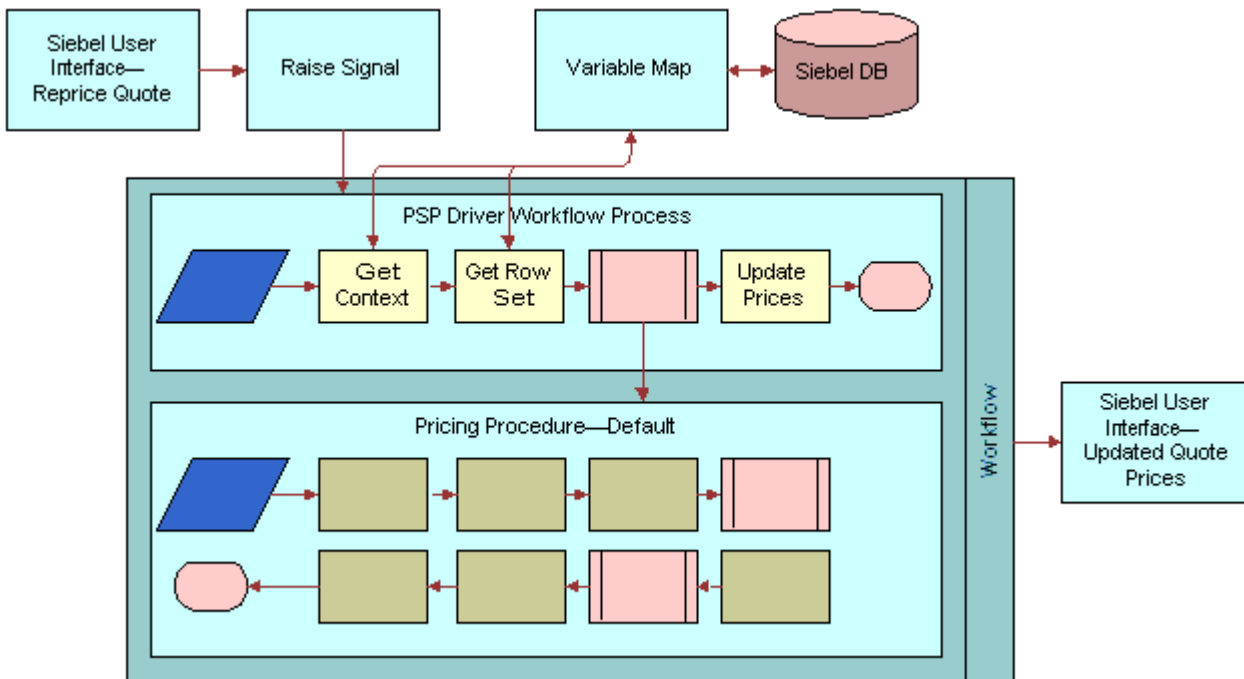 Siebel User
Interface—
Reprice Quote
Raise Signal
Variable Map
Siebel DB
PSP Driver Workflow Process
Get
Context
Get Row
Set
Update
Prices
Pricing Procedure—Default
Workflow
Siebel User
Interface—
Updated Quote
Prices